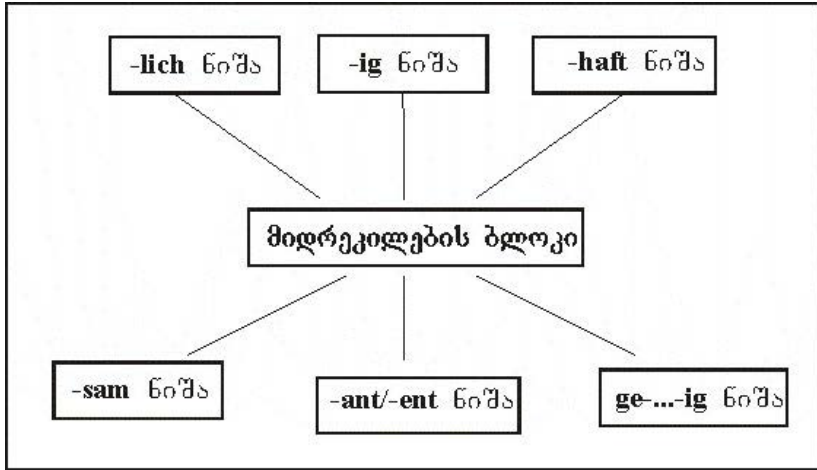 -lich ნიშა
-ig ნიშა
-haft ნიშა
მიდრეკილების ბლოკი
-sam ნიშა
-ant/-ent ნიშა
ge-...-ig ნიშა